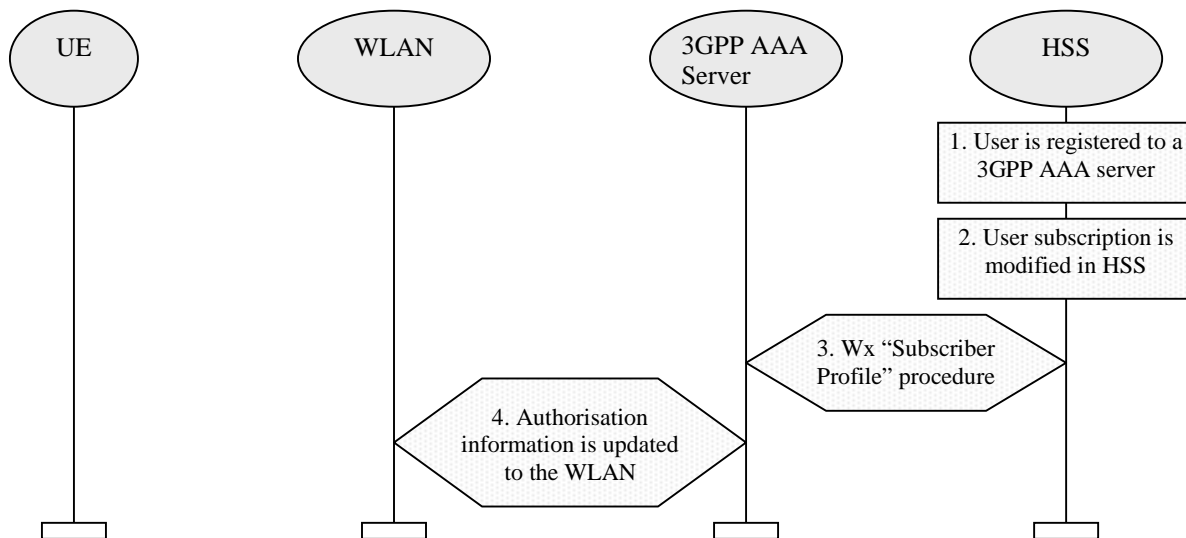 UE
WLAN
3GPP AAA
Server
HSS
1. User is registered to a
3GPP AAA server
2. User subscription is
modified in HSS
3. Wx “Subscriber
Profile” procedure
4. Authorisation
information is updated
to the WLAN